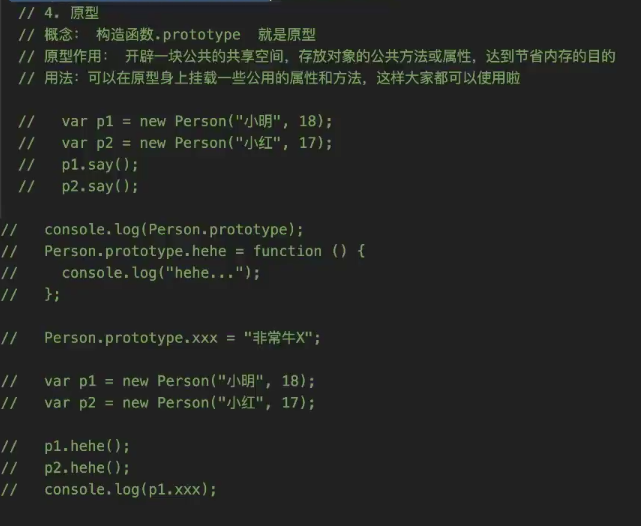 // 4. 原型
// 概念： 构造函数.prototype 就是原型
// 原型作用： 开辟一块公共的共享空间，存放对象的公共方法或属性，达到节省内存的目的
// 用法：可以在原型身上挂载一些公用的属性和方法，这样大家都可以使用啦
// var p1 = new Person("小明", 18);
// var p2 = new Person("小红", 17);
// p1.say();
// p2.say();
// console.log(Person.prototype);
// Person.prototype.hehe = function () {
// console.log("hehe...");
// };
// Person.prototype.xxx = "非常牛X";
// var p1 = new Person("小明", 18);
// var p2 = new Person("小红", 17);
// p1.hehe();
// p2.hehe();
// console.log(p1.xxx);